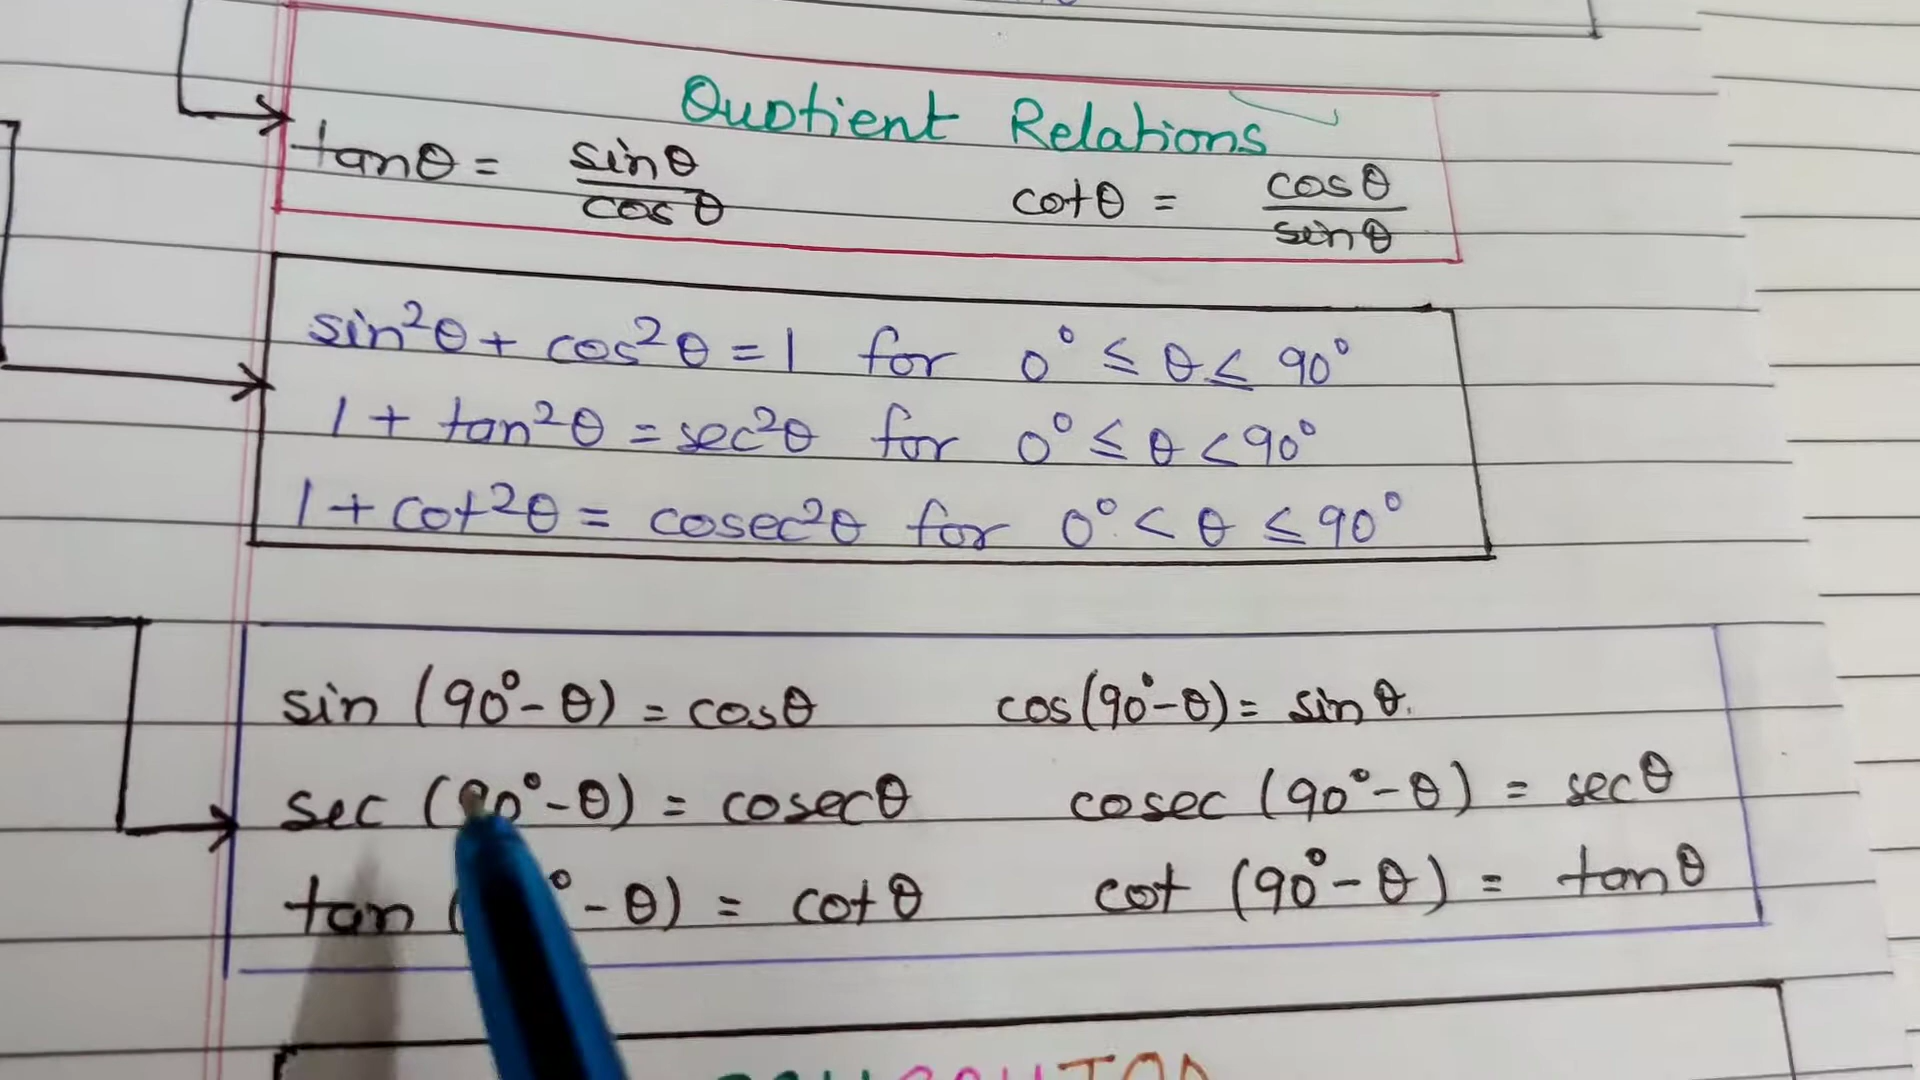 Quotient Relations
tanθ = sinθ/cosθ cotθ = cosθ/sinθ
sin²θ + cos²θ = 1 for 0° ≤ θ ≤ 90°
1 + tan²θ = sec²θ for 0° ≤ θ < 90°
1 + cot²θ = cosec²θ for 0° < θ ≤ 90°
sin (90° - θ) = cosθ cos(90° - θ) = sinθ.
sec (90° - θ) = cosecθ cosec (90° - θ) = secθ
tan ( ° - θ) = cotθ cot (90° - θ) = tanθ